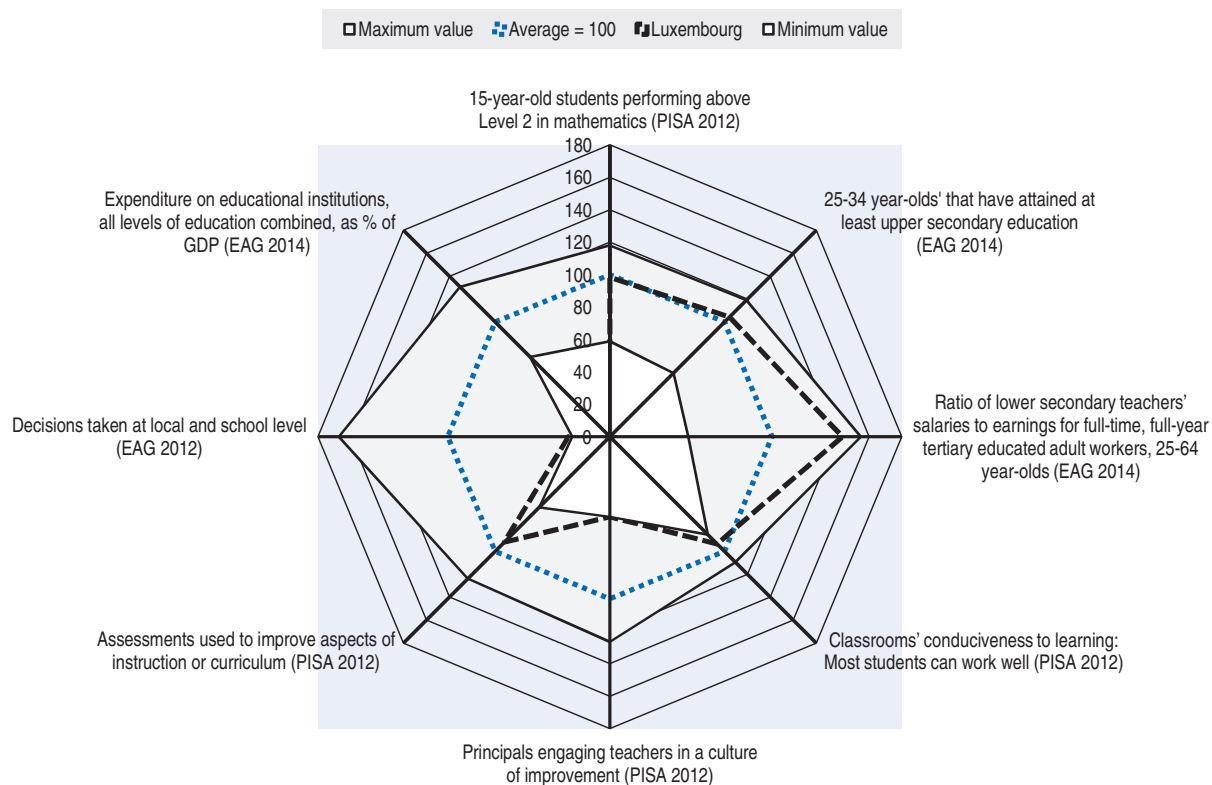 Maximum value Average = 100 Luxembourg Minimum value
15-year-old students performing above
Level 2 in mathematics (PISA 2012)
180
160
140
120
100
80
60
40
20
0
25-34 year-olds' that have attained at
least upper secondary education
(EAG 2014)
Ratio of lower secondary teachers’
salaries to earnings for full-time, full-year
tertiary educated adult workers, 25-64
year-olds (EAG 2014)
Classrooms’ conduciveness to learning:
Most students can work well (PISA 2012)
Principals engaging teachers in a culture
of improvement (PISA 2012)
Assessments used to improve aspects of
instruction or curriculum (PISA 2012)
Decisions taken at local and school level
(EAG 2012)
Expenditure on educational institutions,
all levels of education combined, as % of
GDP (EAG 2014)